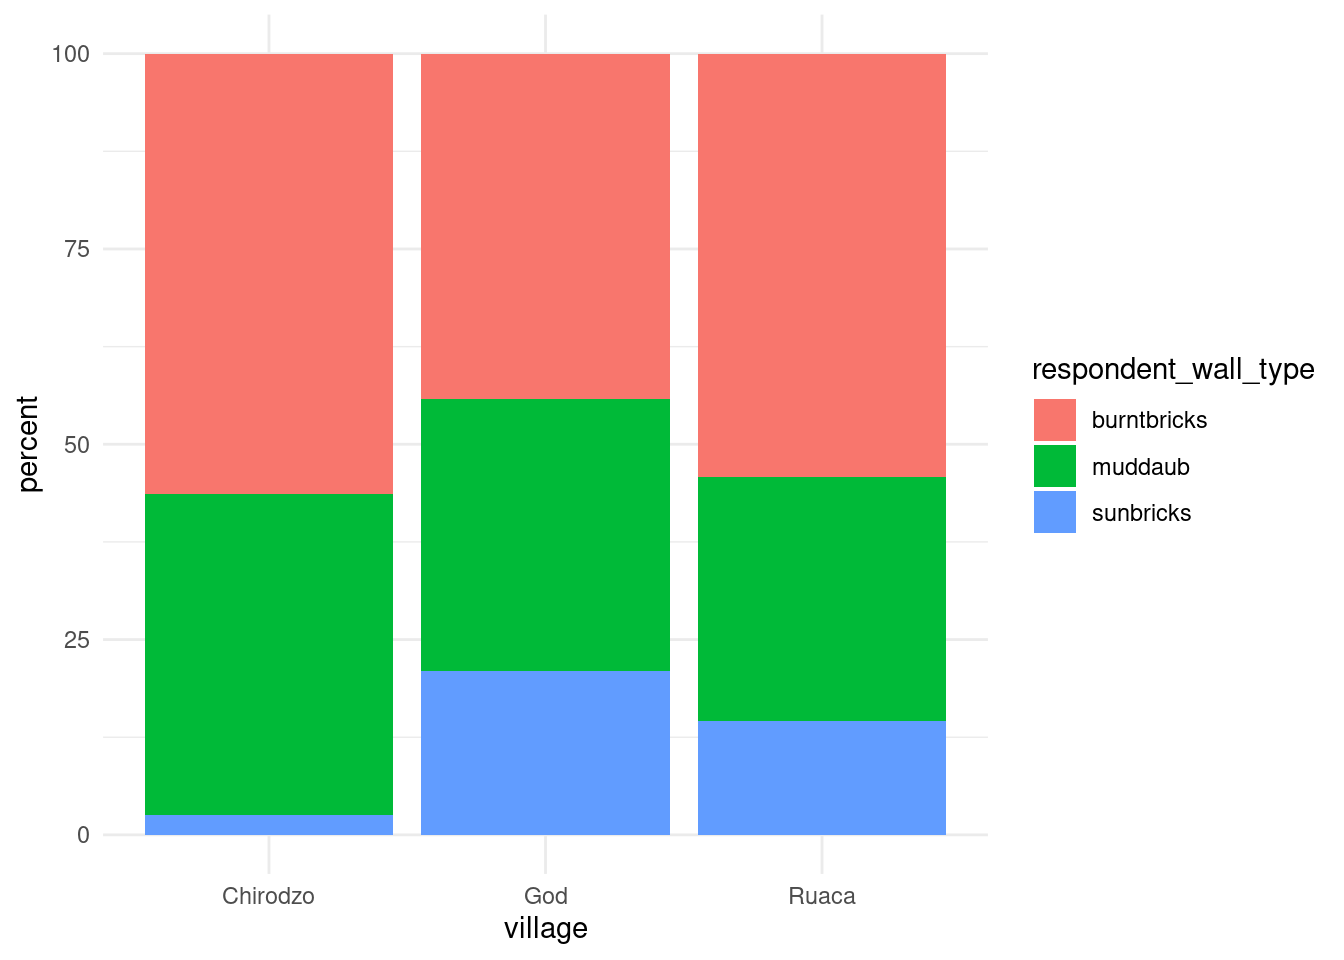 100
75
50
25
0
percent
Chirodzo
God
Ruaca
village
respondent_wall_type
burntbricks
muddaub
sunbricks